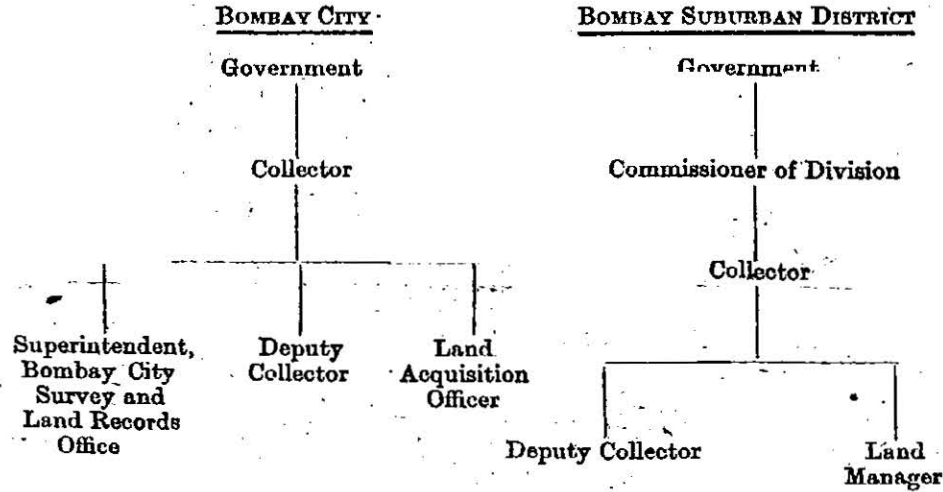 BOMBAY CITY
Government
Collector
Superintendent,
Bombay City
Survey and
Land Records
Office
Deputy
Collector
Land
Acquisition
Officer
BOMBAY SUBURBAN DISTRICT
Government
Commissioner of Division
Collector
Deputy Collector
Land
Manager